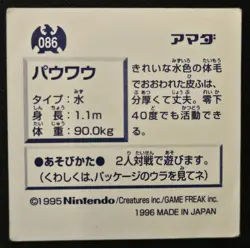 086
アマダ
パウワウ
タイプ：水
身長：1.1m
体重：90.0kg
きれいな水色の体毛
でおおわれた皮ふは、
分厚くて丈夫。零下
40度でも活動でき
る。
●あそびかた● 2人対戦で遊びます。
(くわしくは、パッケージのウラを見てネ)
©1995 Nintendo/Creatures inc./GAME FREAK inc.
1996 MADE IN JAPAN